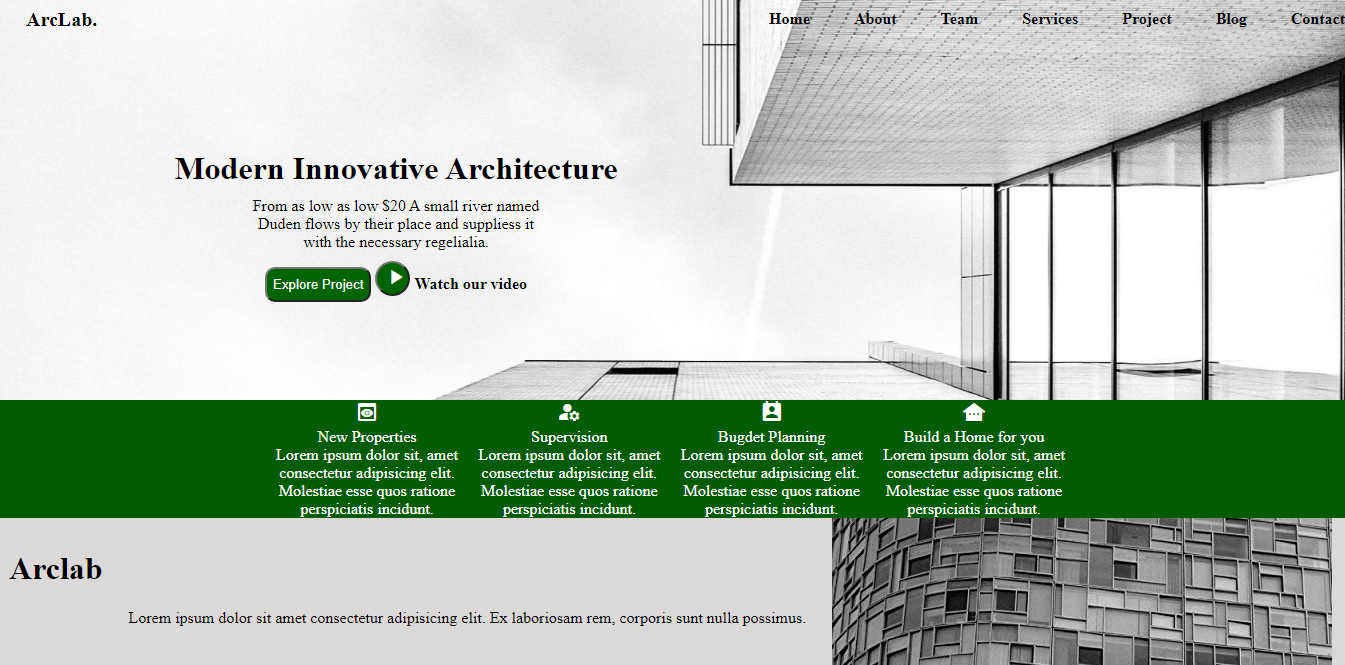 ArcLab.
Home About Team Services Project Blog Contact
Modern Innovative Architecture
From as low as low $20 A small river named
Duden flows by their place and suppliess it
with the necessary regelialia.
Explore Project
Watch our video
New Properties
Lorem ipsum dolor sit, amet
consectetur adipisicing elit.
Molestiae esse quos ratione
perspiciatis incidunt.
Supervision
Lorem ipsum dolor sit, amet
consectetur adipisicing elit.
Molestiae esse quos ratione
perspiciatis incidunt.
Bugdet Planning
Lorem ipsum dolor sit, amet
consectetur adipisicing elit.
Molestiae esse quos ratione
perspiciatis incidunt.
Build a Home for you
Lorem ipsum dolor sit, amet
consectetur adipisicing elit.
Molestiae esse quos ratione
perspiciatis incidunt.
Arclab
Lorem ipsum dolor sit amet consectetur adipisicing elit. Ex laboriosam rem, corporis sunt nulla possimus.